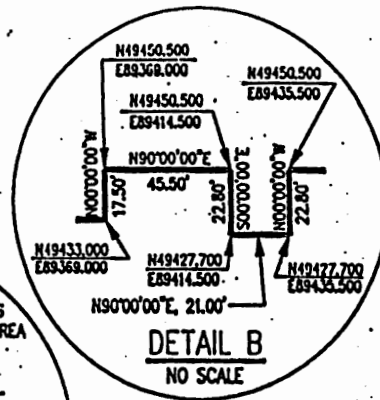 N49450.500
E89369.000
N49450.500
E89414.500
N49450.500
E89435.500
N90°00'00"E
45.50'
N00°00'00"W
17.50'
22.80'
S00°00'00"E
N00°00'00"W
22.80'
N49433.000
E89369.000
N49427.700
E89414.500
N49427.700
E89435.500
N90°00'00"E, 21.00'
DETAIL B
NO SCALE
S
REA